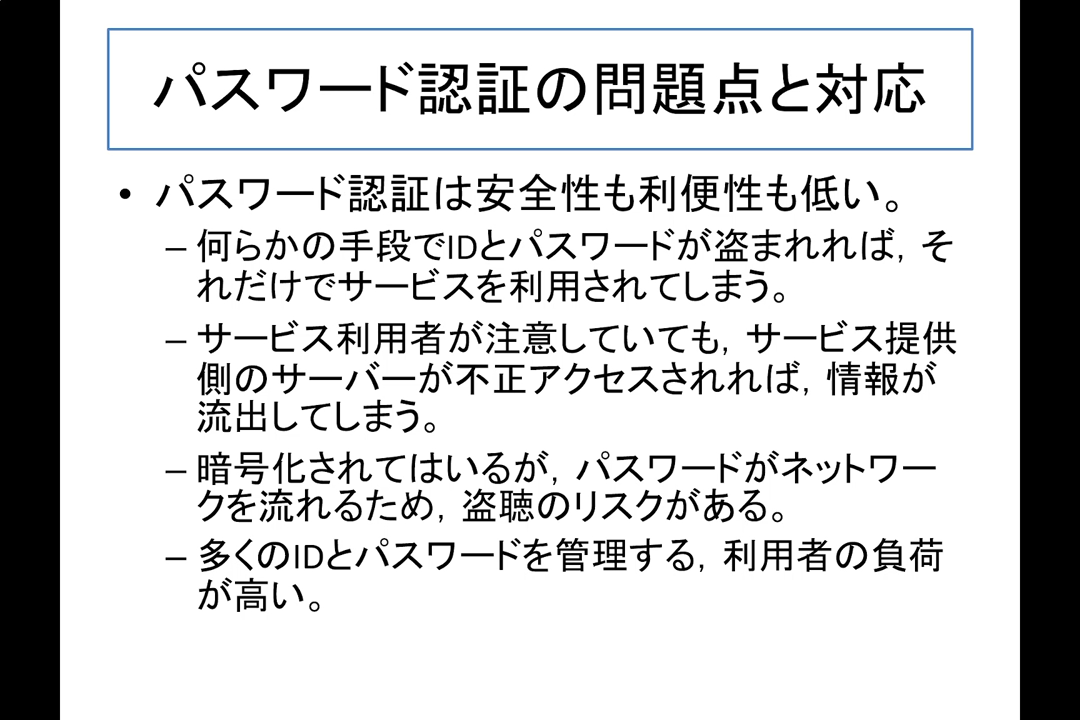 パスワード認証の問題点と対応
• パスワード認証は安全性も利便性も低い。
– 何らかの手段でIDとパスワードが盗まれれば，そ
れだけでサービスを利用されてしまう。
– サービス利用者が注意していても，サービス提供
側のサーバーが不正アクセスされれば，情報が
流出してしまう。
– 暗号化されてはいるが，パスワードがネットワー
クを流れるため，盗聴のリスクがある。
– 多くのIDとパスワードを管理する，利用者の負荷
が高い。